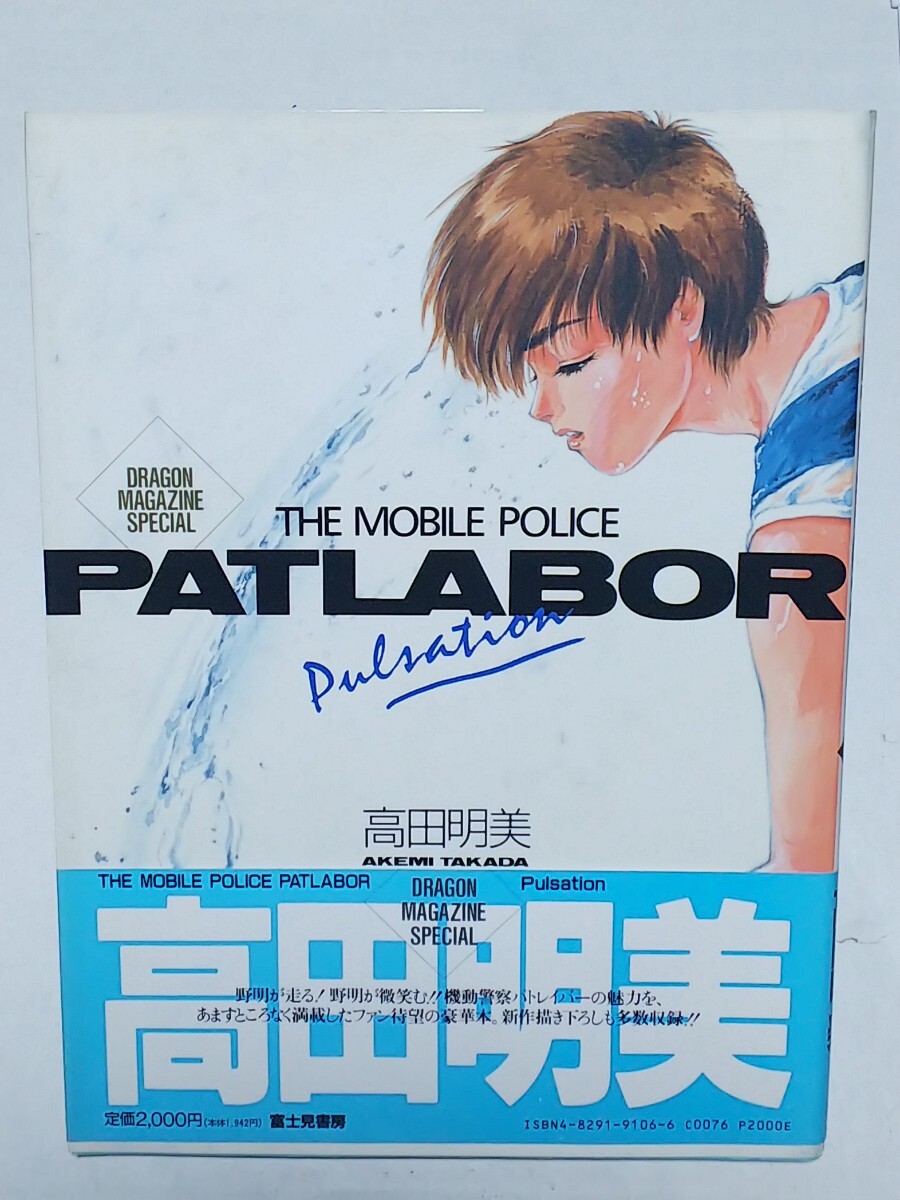 DRAGON
MAGAZINE
SPECIAL
THE MOBILE POLICE
PATLABOR
Pulsation
高田明美
AKEMI TAKADA
THE MOBILE POLICE PATLABOR
DRAGON
MAGAZINE
SPECIAL
Pulsation
高田明美
野明が走る!野明が微笑む!!機動警察パトレイバーの魅力を、
あますところなく満載したファン待望の豪華本。新作描き下ろしも多数収録!!
定価2,000円(本体1,942円) 富士見書房
ISBN4-8291-9106-6 C0076 P2000E